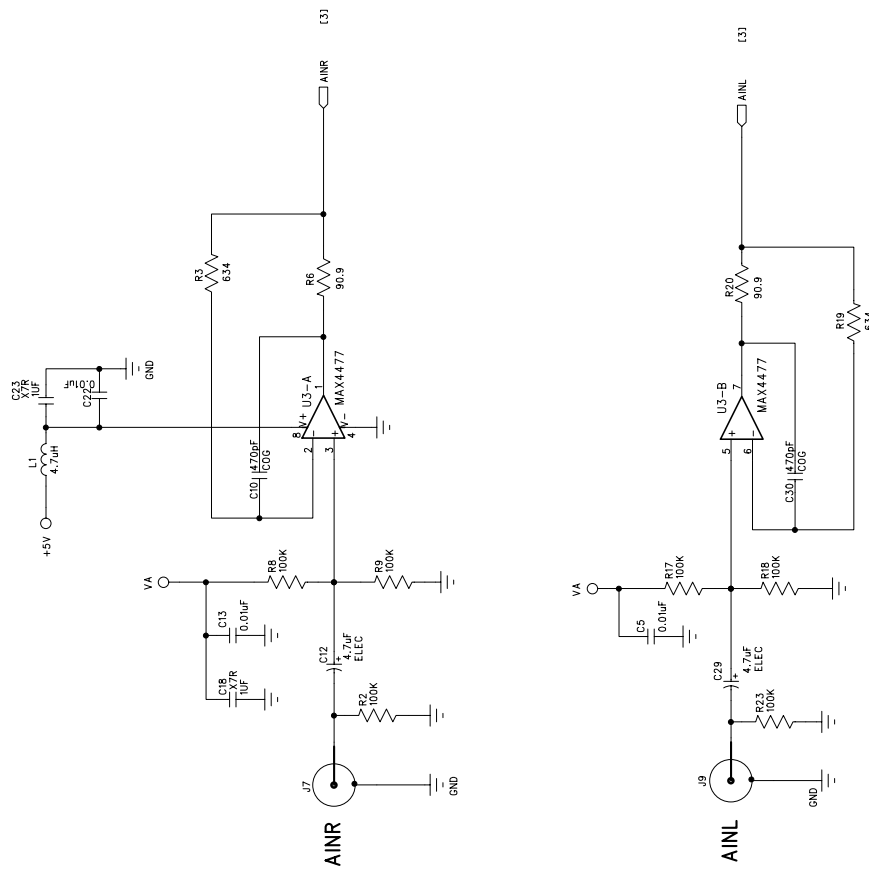 [3]
AINR
R3
634
R6
90.9
C23
X7R
1UF
0.01uF
C22
GND
L1
4.7uH
+5V
8
V+
U3-A
1
MAX4477
2
-
3
+
V-
4
470pF
C10
COG
VA
R8
100K
R9
100K
C13
0.01uF
C18
X7R
1UF
C12
+
4.7uF
ELEC
R2
100K
J7
GND
AINR
[3]
AINL
R20
90.9
R19
634
U3-B
7
MAX4477
5
+
6
-
470pF
C30
COG
VA
R17
100K
R18
100K
C5
0.01uF
C29
+
4.7uF
ELEC
R23
100K
J9
GND
AINL